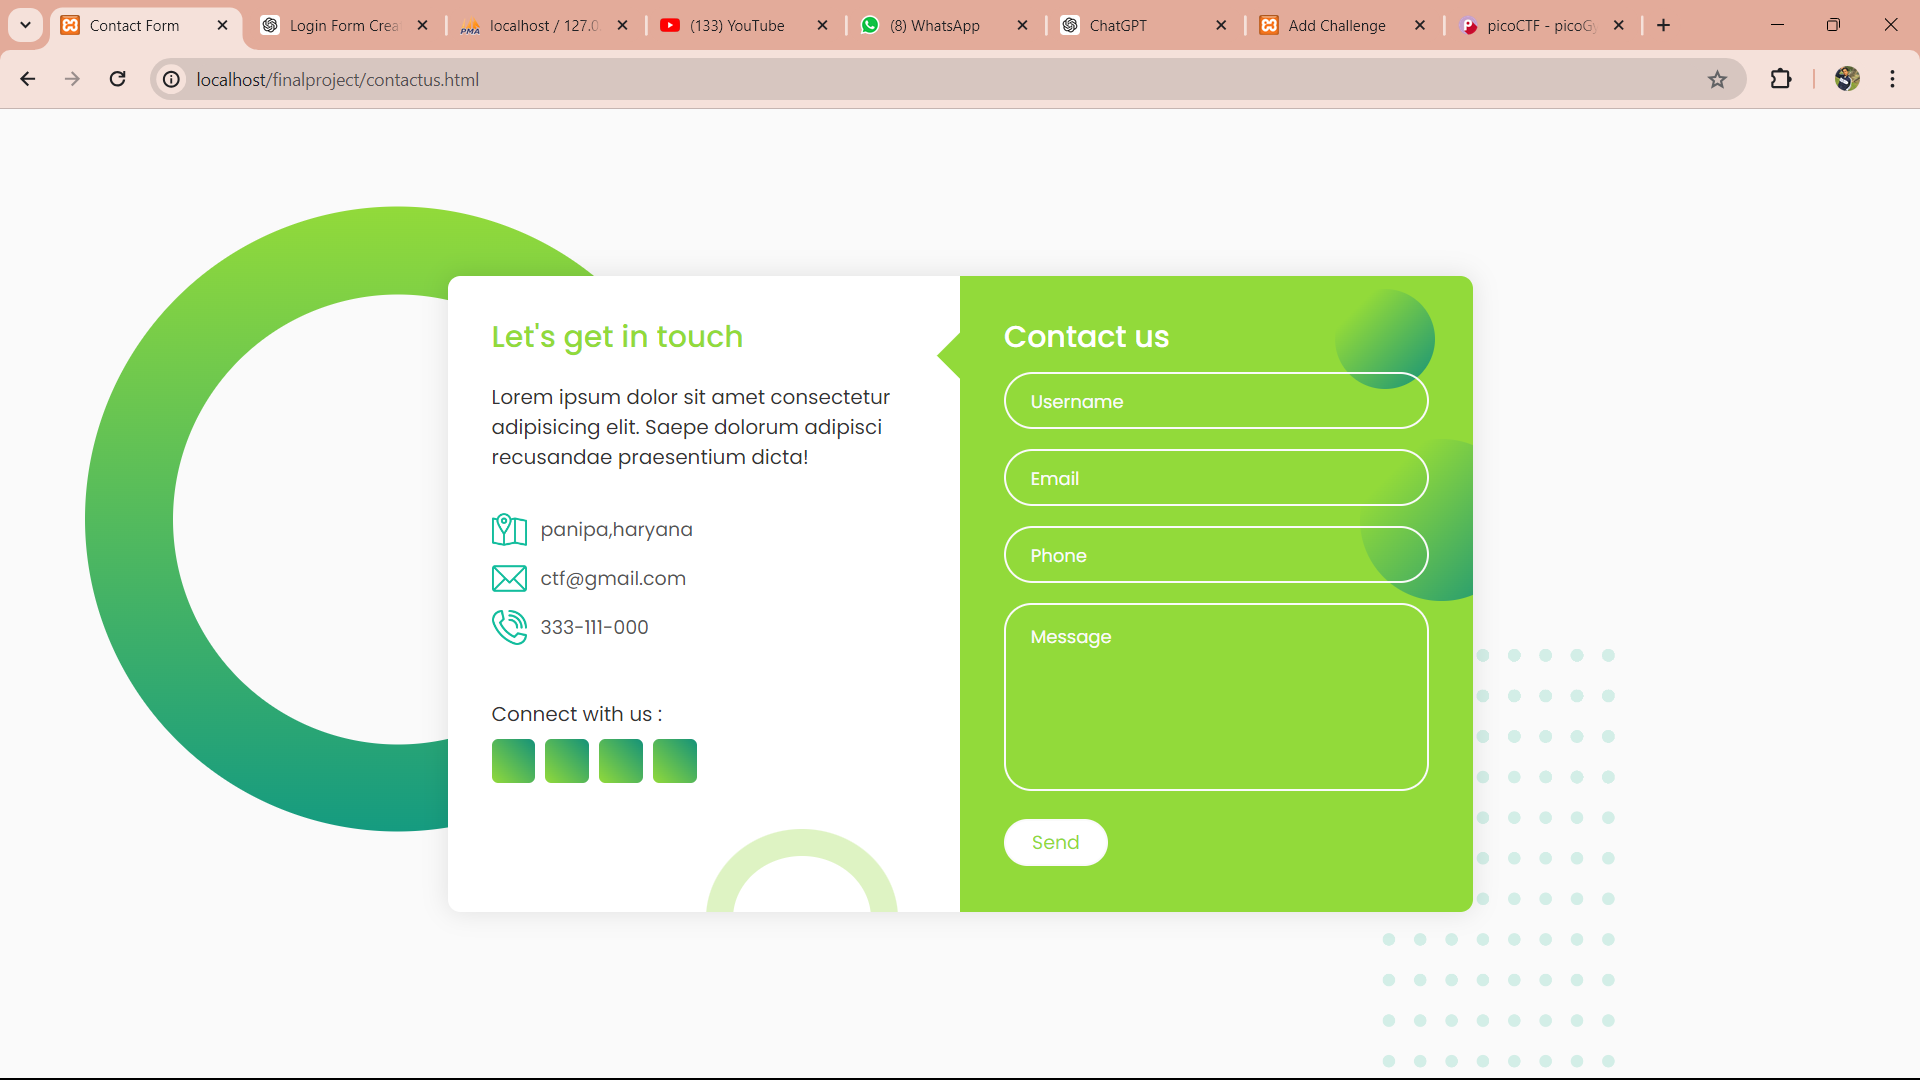 Contact Form
Login Form Crea
PMA
localhost / 127.0
(133) YouTube
(8) WhatsApp
ChatGPT
Add Challenge
picoCTF - picoGy
localhost/finalproject/contactus.html
Let's get in touch
Lorem ipsum dolor sit amet consectetur
adipisicing elit. Saepe dolorum adipisci
recusandae praesentium dicta!
panipa,haryana
ctf@gmail.com
333-111-000
Connect with us :
Contact us
Username
Email
Phone
Message
Send